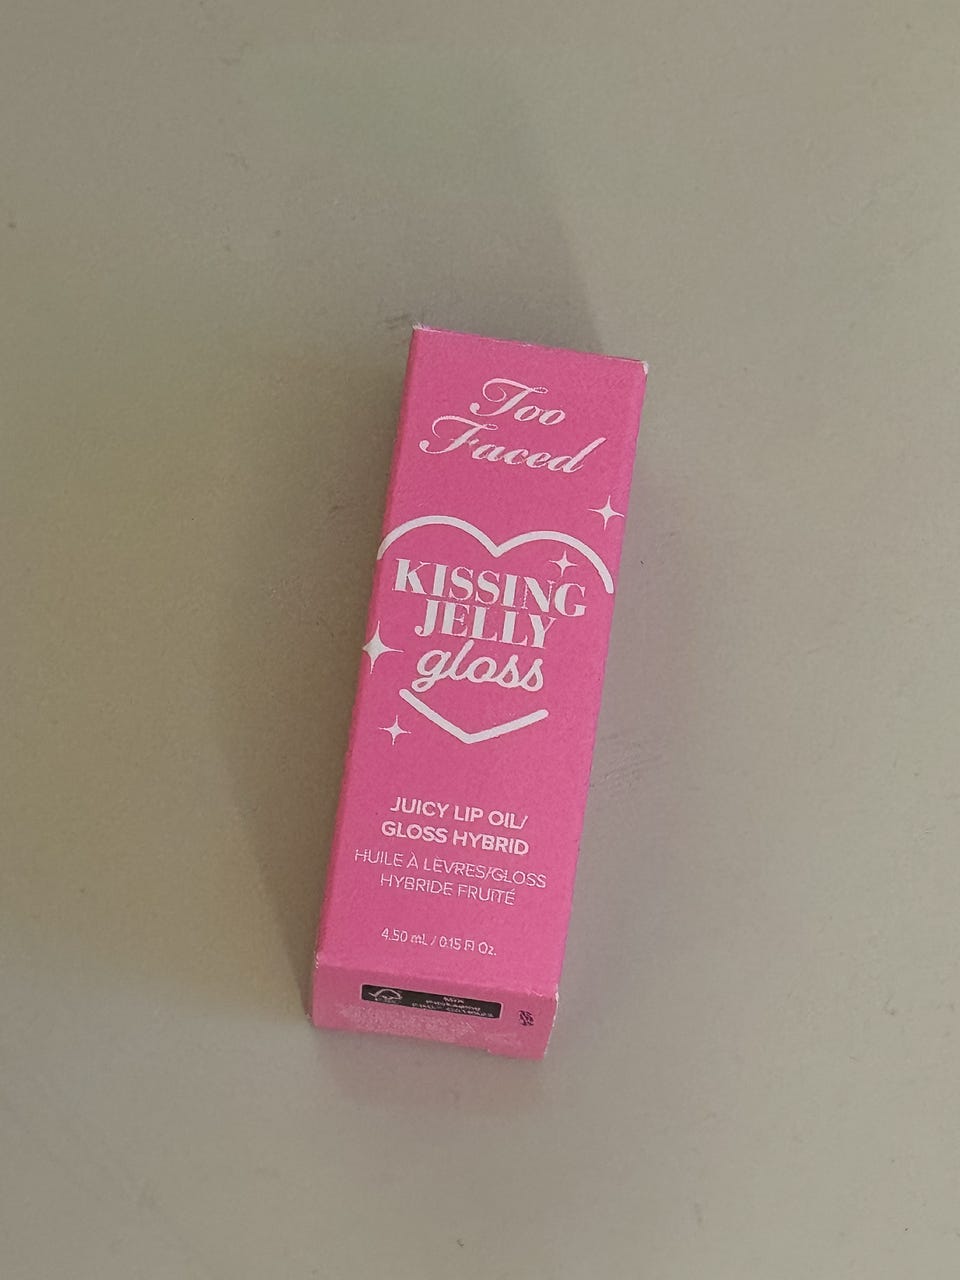 Too
Faced
KISSING
JELLY
gloss
JUICY LIP OIL/
GLOSS HYBRID
HUILE À LÈVRES/GLOSS
HYBRIDE FRUITÉ
4.50 mL / 0.15 Fl Oz.